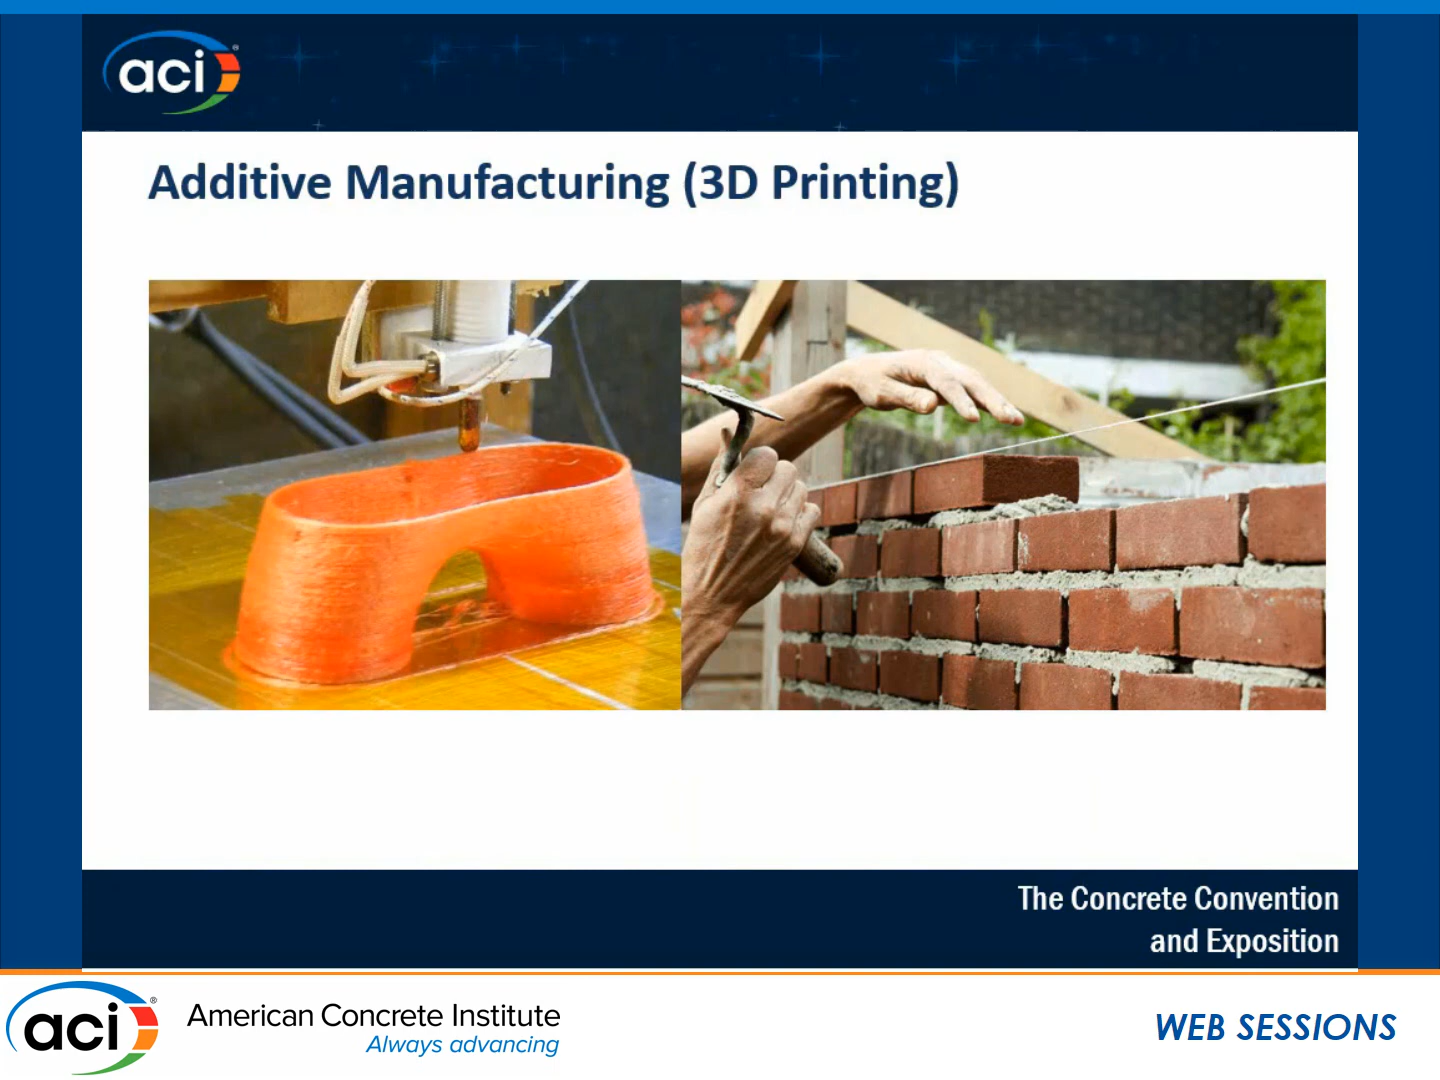 aci®
Additive Manufacturing (3D Printing)
The Concrete Convention
and Exposition
aci®
American Concrete Institute
Always advancing
WEB SESSIONS